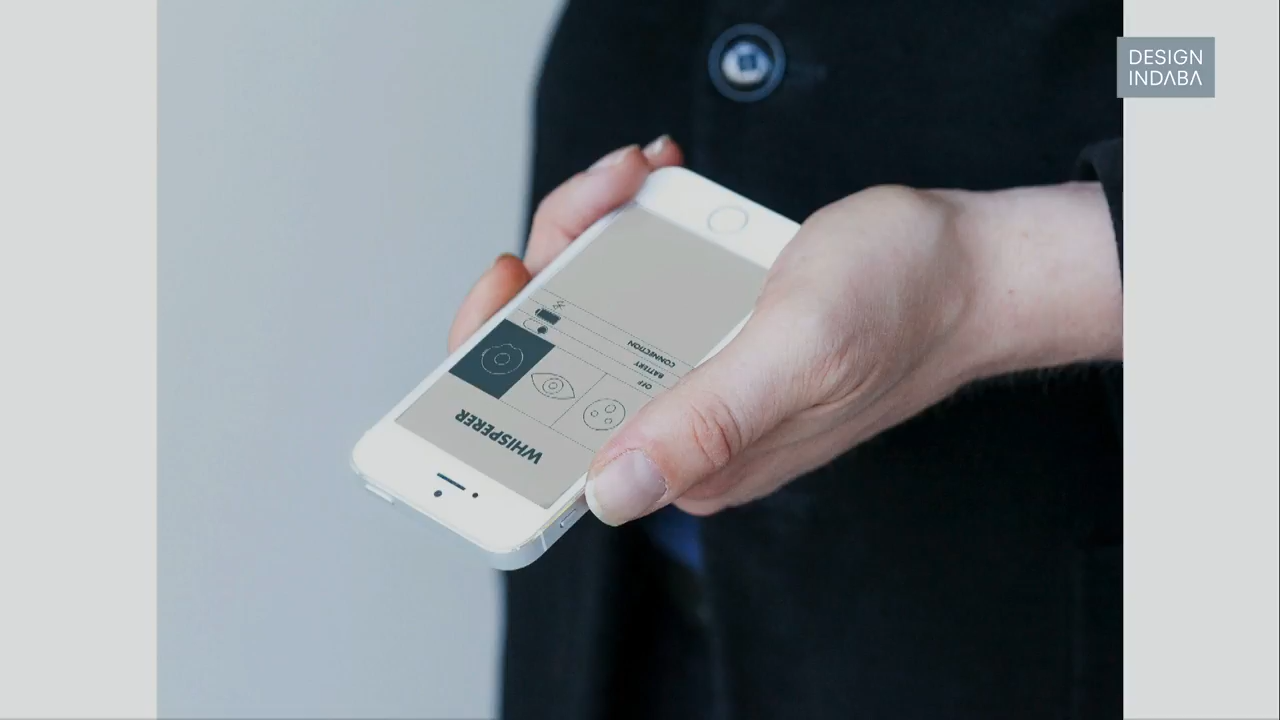 DESIGN
INDABA
WHISPERER
OFF
BATTERY
CONNECTION